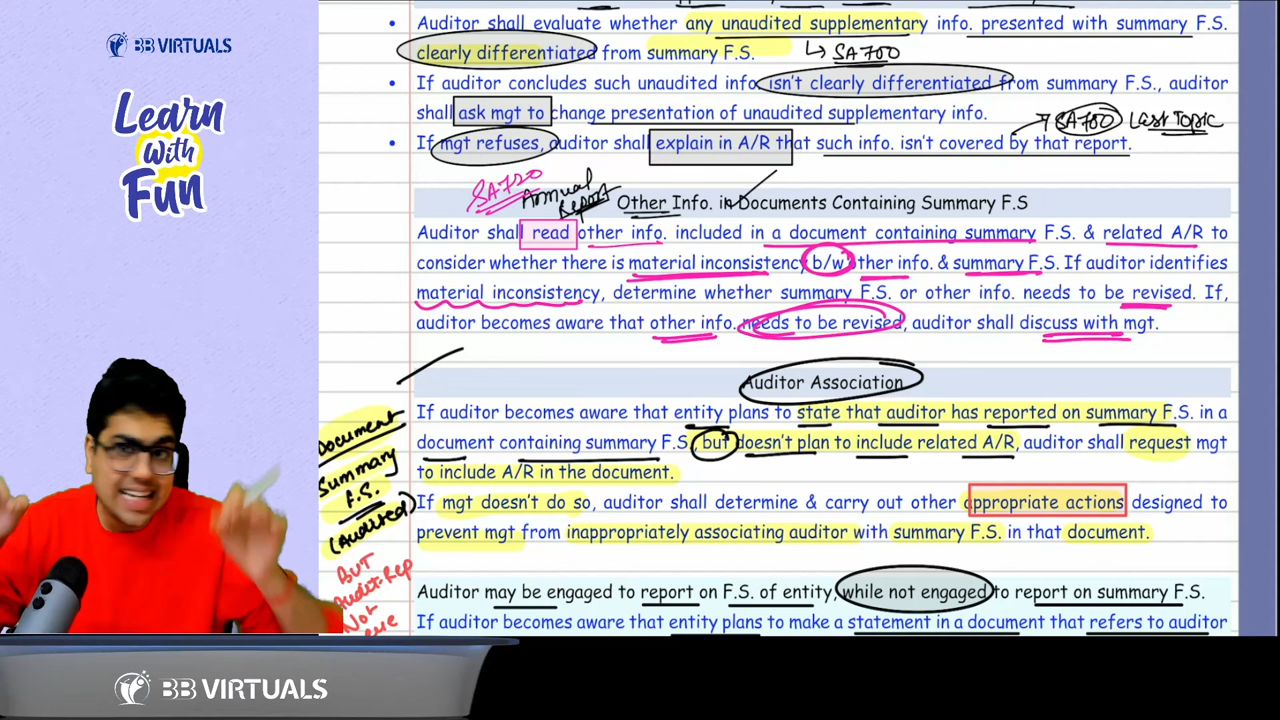 BB VIRTUALS
Learn
With
Fun
• Auditor shall evaluate whether any unaudited supplementary info. presented with summary F.S.
clearly differentiated from summary F.S.
↳ SA 700
• If auditor concludes such unaudited info. isn't clearly differentiated from summary F.S., auditor
shall ask mgt to change presentation of unaudited supplementary info.
→ SA 700 Last Topic
• If mgt refuses, auditor shall explain in A/R that such info. isn't covered by that report.
SA 720
Annual
Report
Other Info. in Documents Containing Summary F.S
Auditor shall read other info. included in a document containing summary F.S. & related A/R to
consider whether there is material inconsistency b/w other info. & summary F.S. If auditor identifies
material inconsistency, determine whether summary F.S. or other info. needs to be revised. If,
auditor becomes aware that other info. needs to be revised, auditor shall discuss with mgt.
Auditor Association
If auditor becomes aware that entity plans to state that auditor has reported on summary F.S. in a
document containing summary F.S., but doesn't plan to include related A/R, auditor shall request mgt
to include A/R in the document.
If mgt doesn't do so, auditor shall determine & carry out other appropriate actions designed to
prevent mgt from inappropriately associating auditor with summary F.S. in that document.
Document
Summary
F.S.
(Audited)
BUT
Audit Rep
Not
Auditor may be engaged to report on F.S. of entity, while not engaged to report on summary F.S.
If auditor becomes aware that entity plans to make a statement in a document that refers to auditor
BB VIRTUALS